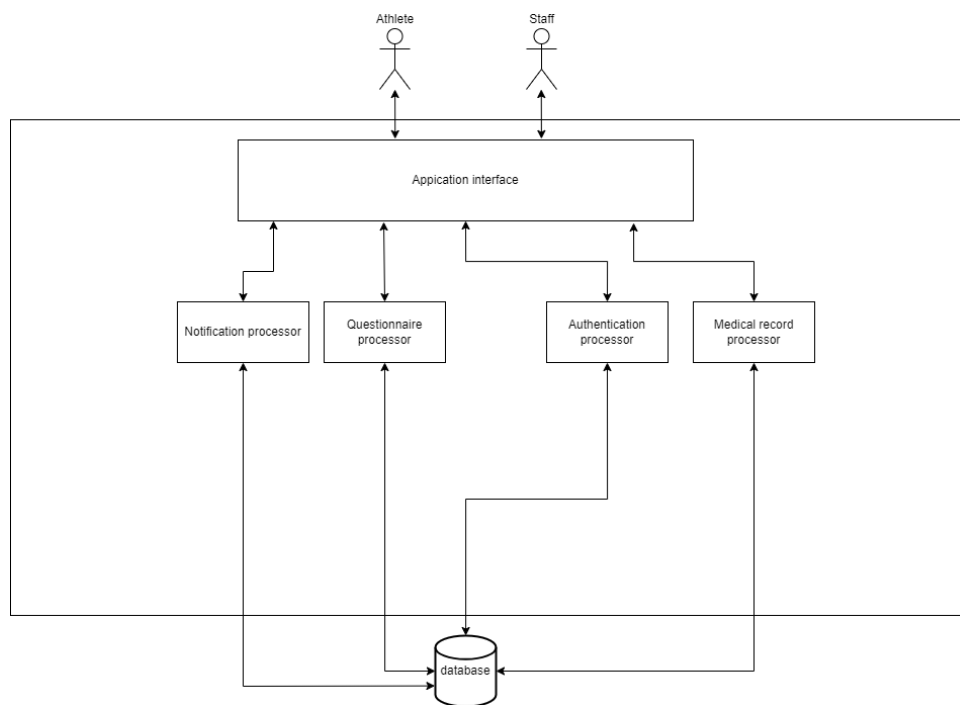 Athlete
Staff
Appication interface
Notification processor
Questionnaire
processor
Authentication
processor
Medical record
processor
database